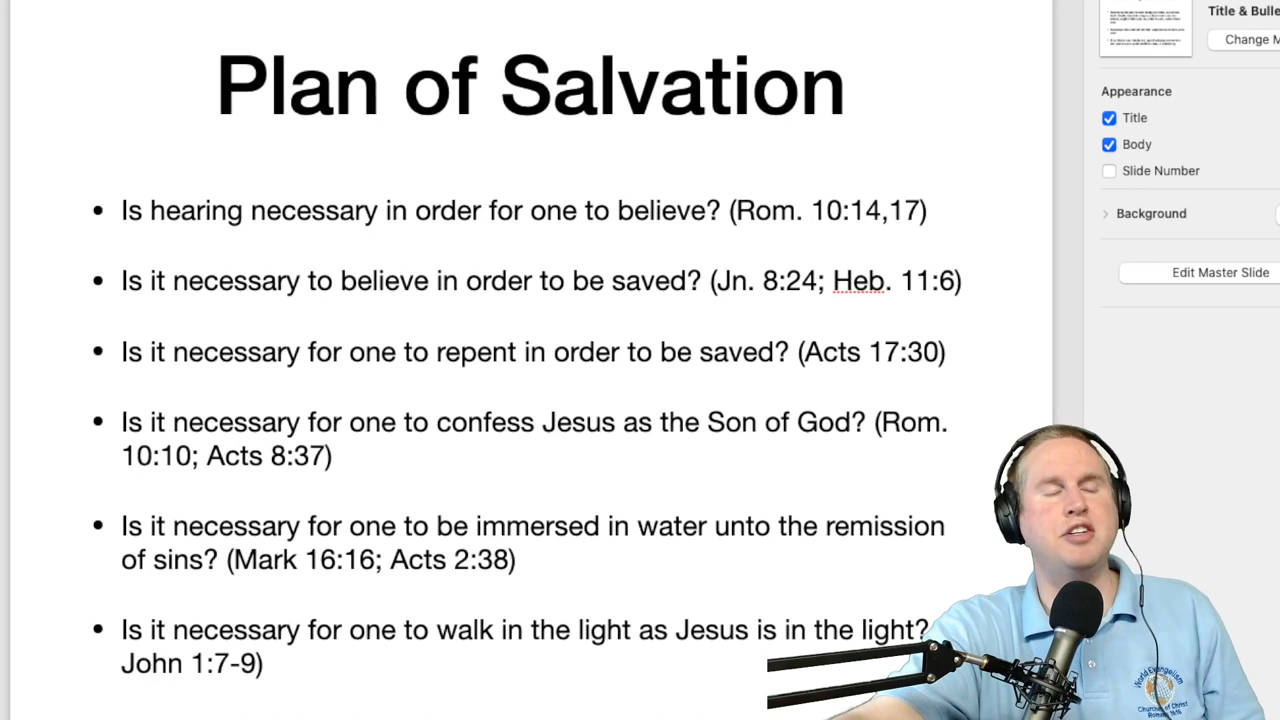 Plan of Salvation
• Is hearing necessary in order for one to believe? (Rom. 10:14,17)
• Is it necessary to believe in order to be saved? (Jn. 8:24; Heb. 11:6)
• Is it necessary for one to repent in order to be saved? (Acts 17:30)
• Is it necessary for one to confess Jesus as the Son of God? (Rom.
10:10; Acts 8:37)
• Is it necessary for one to be immersed in water unto the remission
of sins? (Mark 16:16; Acts 2:38)
• Is it necessary for one to walk in the light as Jesus is in the light?
John 1:7-9)
Title & Bulle
Change M
Appearance
Title
Body
Slide Number
Background
Edit Master Slide
World Evangelism
Churches of Christ